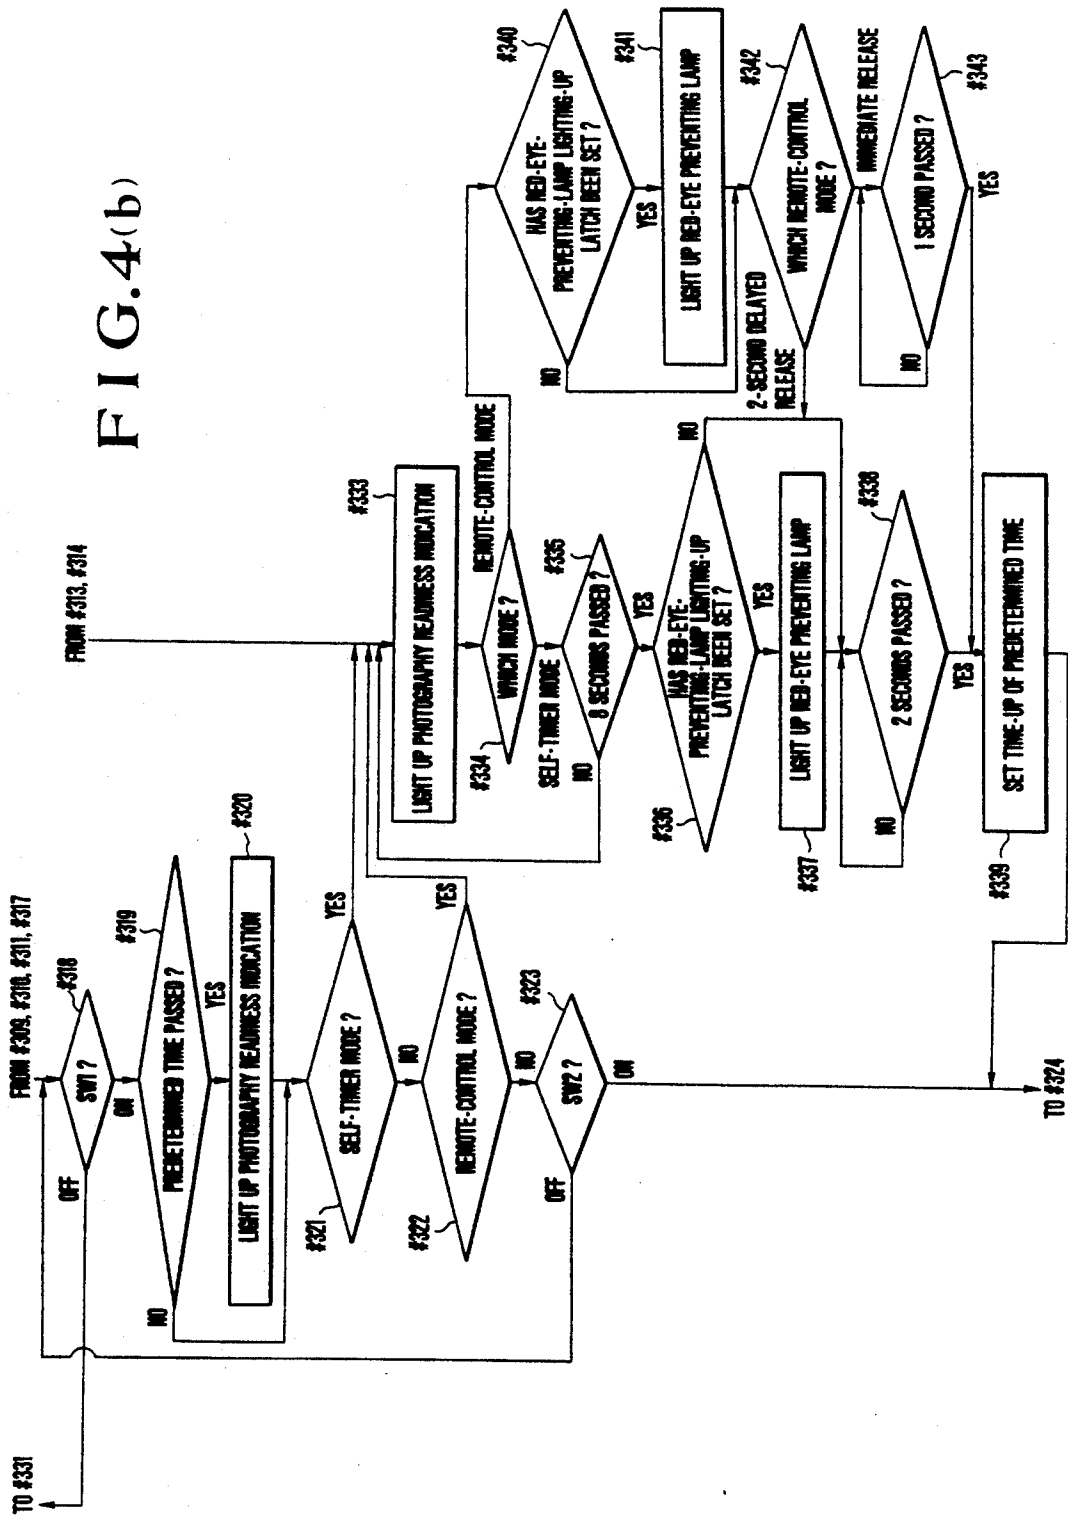 FIG.4(b)
FROM #309, #310, #311, #317
#318
SW1 ?
OFF
ON
TO #331
#319
PREDETERMINED TIME PASSED ?
NO
YES
#320
LIGHT UP PHOTOGRAPHY READINESS INDICATION
#321
SELF-TIMER MODE ?
YES
NO
#322
REMOTE-CONTROL MODE ?
YES
NO
#323
SW2 ?
OFF
ON
TO #324
FROM #313, #314
#333
LIGHT UP PHOTOGRAPHY READINESS INDICATION
#334
WHICH MODE ?
REMOTE-CONTROL MODE
SELF-TIMER MODE
#335
8 SECONDS PASSED ?
NO
YES
#336
HAS RED-EYE-
PREVENTING-LAMP LIGHTING-UP
LATCH BEEN SET ?
NO
YES
#337
LIGHT UP RED-EYE PREVENTING LAMP
#338
2 SECONDS PASSED ?
NO
YES
#339
SET TIME-UP OF PREDETERMINED TIME
#340
HAS RED-EYE-
PREVENTING-LAMP LIGHTING-UP
LATCH BEEN SET ?
NO
YES
#341
LIGHT UP RED-EYE PREVENTING LAMP
#342
WHICH REMOTE-CONTROL
MODE ?
2-SECOND DELAYED
RELEASE
IMMEDIATE RELEASE
#343
1 SECOND PASSED ?
NO
YES